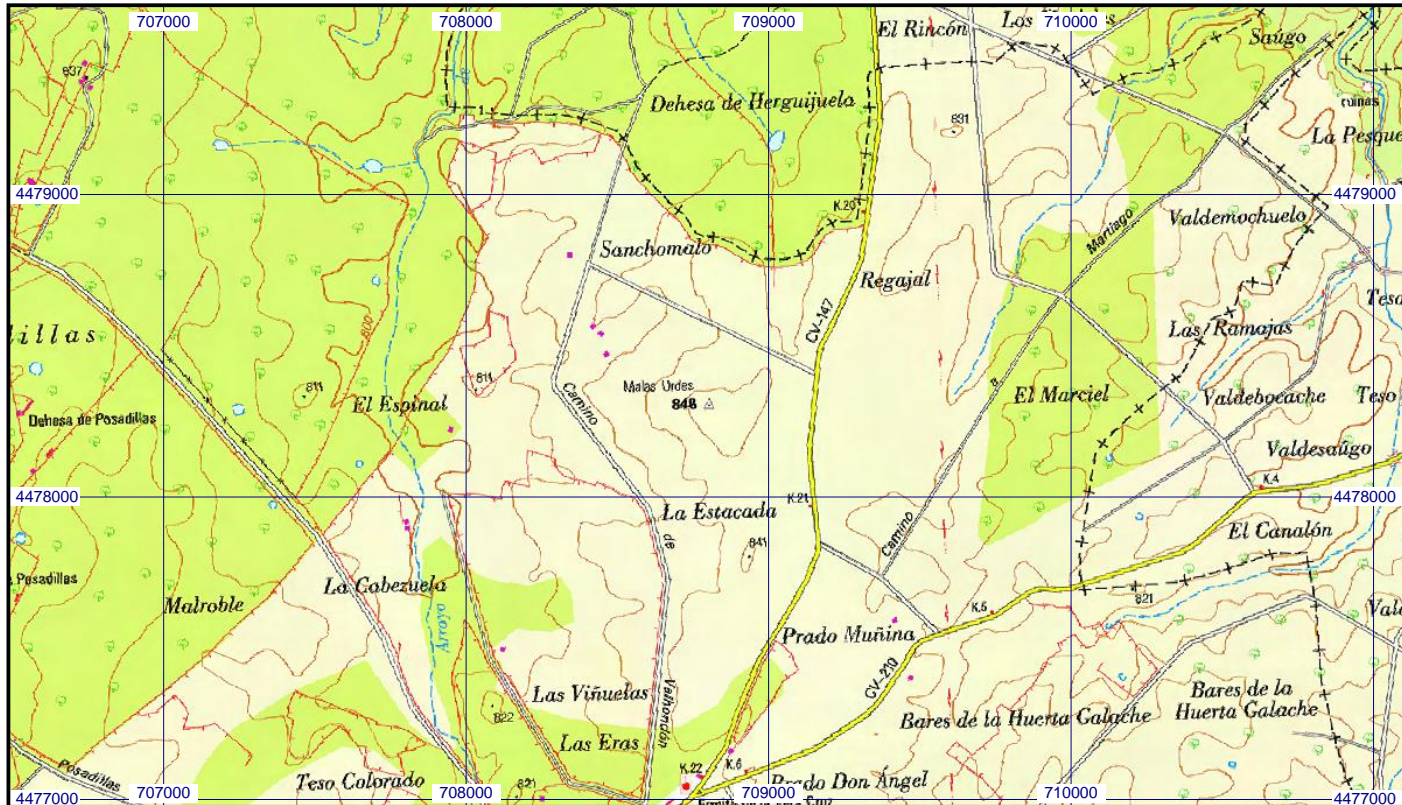 707000
708000
709000
710000
El Rincón
Los
Saúgo
837
Dehesa de Herguijuela
831
ruinas
La Pesque
4479000
4479000
K.20
Valdemochuelo
Martiago
Sanchomalo
Regajal
Teso
CV-147
800
Las Ramajas
illas
Malas Urdes
848
811
811
a
El Espinal
El Marciel
Valdebocache
Teso
Dehesa de Posadillas
Camino
Valdesaúgo
K.4
4478000
4478000
K.21
La Estacada
de
841
Camino
El Canalón
Posadillas
La Cabezuela
Malroble
Arroyo
K.5
821
Vald
Prado Muñina
CV-210
Las Viñuelas
Valhondón
Bares de la
Huerta Galache
Bares de la Huerta Galache
822
Las Eras
Posadillas
Teso Colorado
K.22
K.6
Prado Don Ángel
821
4477000
707000
708000
709000
710000
4477000